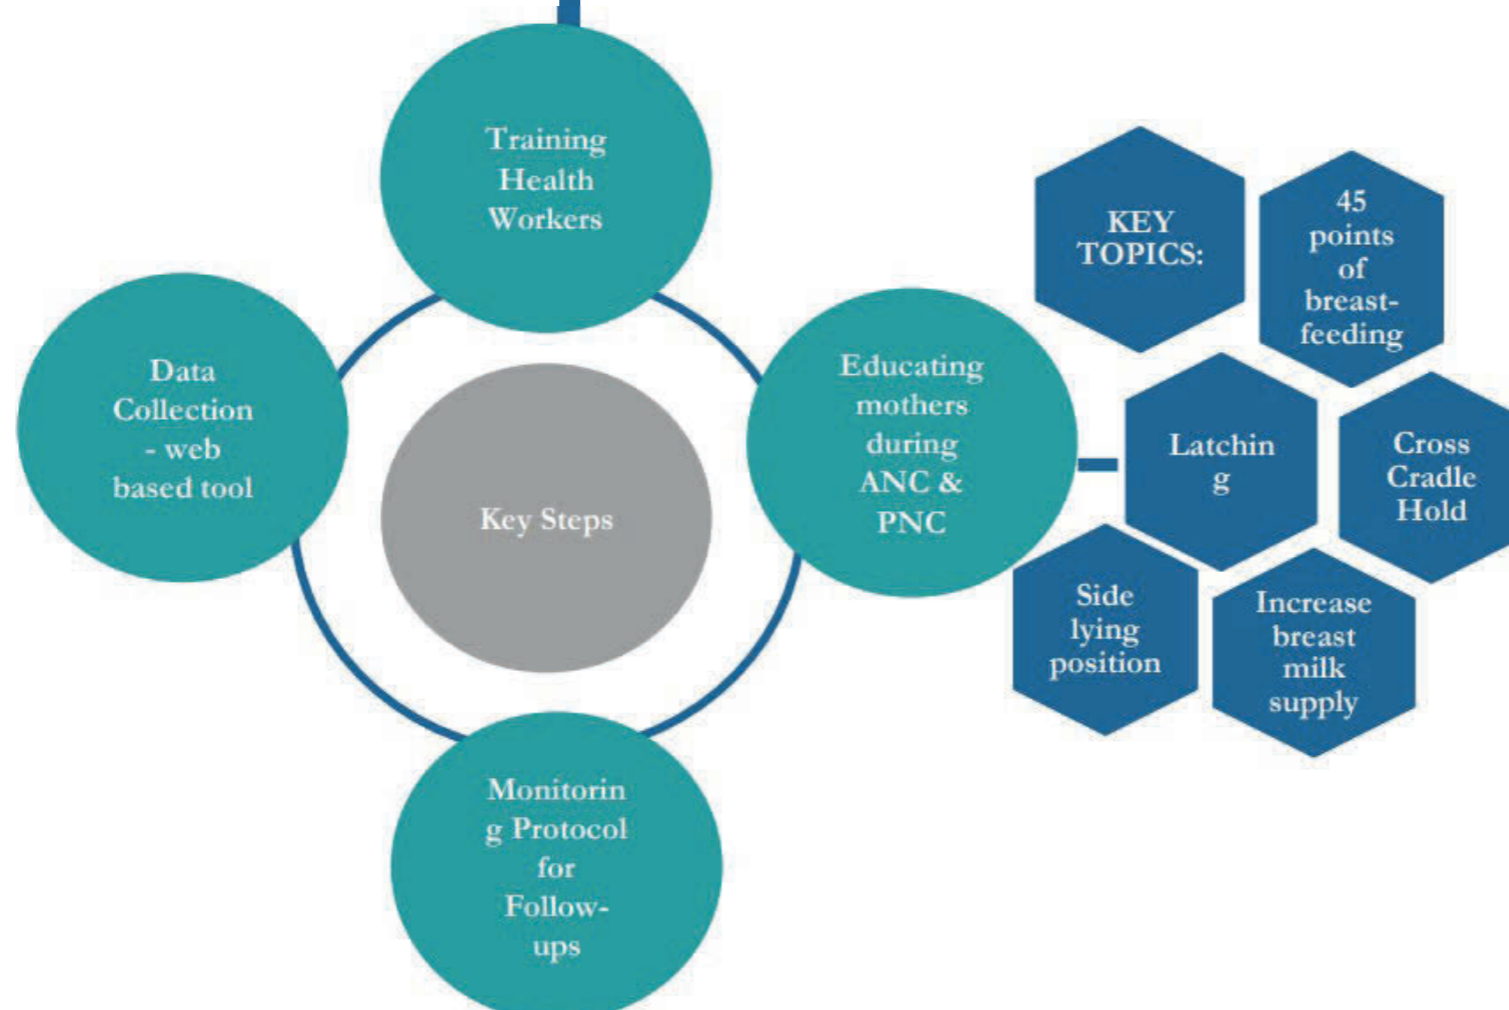 Training
Health
Workers
Data
Collection
- web
based tool
Key Steps
Educating
mothers
during
ANC &
PNC
Monitorin
g Protocol
for
Follow-
ups
KEY
TOPICS:
45
points
of
breast-
feeding
Latchin
g
Cross
Cradle
Hold
Side
lying
position
Increase
breast
milk
supply